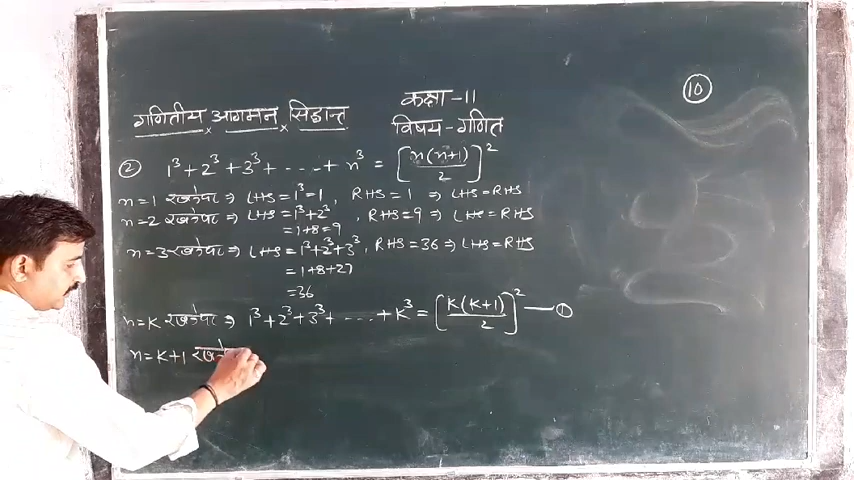 गणितीय आगमन सिद्धान्त
कक्षा-11
विषय-गणित
10
② 1³+2³+3³+ ---- + n³ = [n(n+1)/2]²
n=1 रखनेपर ⇒ LHS = 1³=1, RHS = 1 ⇒ LHS=RHS
n=2 रखनेपर ⇒ LHS = 1³+2³, RHS=9 ⇒ LHS=RHS
= 1+8=9
n=3 रखनेपर ⇒ LHS = 1³+2³+3³, RHS=36 ⇒ LHS=RHS
= 1+8+27
=36
n=K रखनेपर ⇒ 1³+2³+3³+ ---- +K³ = [K(K+1)/2]² — ①
n=K+1 रखने